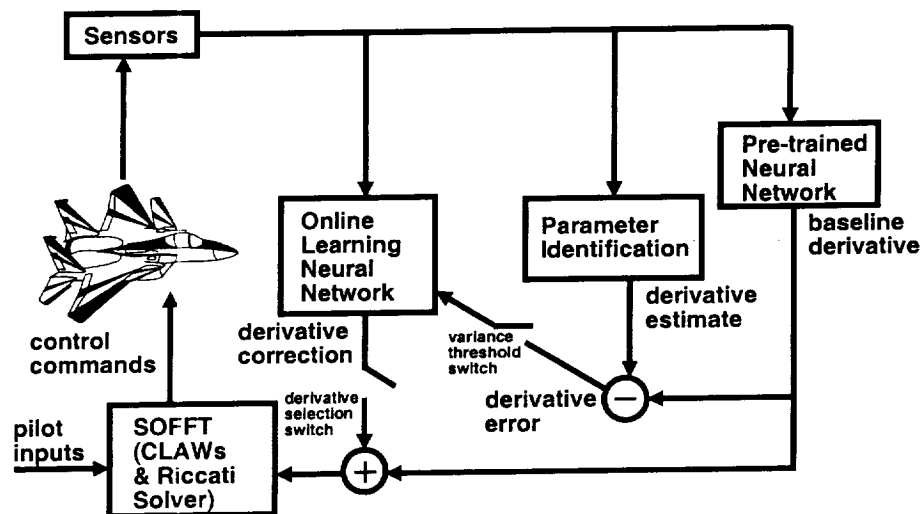 Sensors
Pre-trained
Neural
Network
Online
Learning
Neural
Network
Parameter
Identification
baseline
derivative
derivative
estimate
variance
threshold
switch
derivative
correction
control
commands
derivative
selection
switch
derivative
error
−
pilot
inputs
SOFFT
(CLAWs
& Riccati
Solver)
+